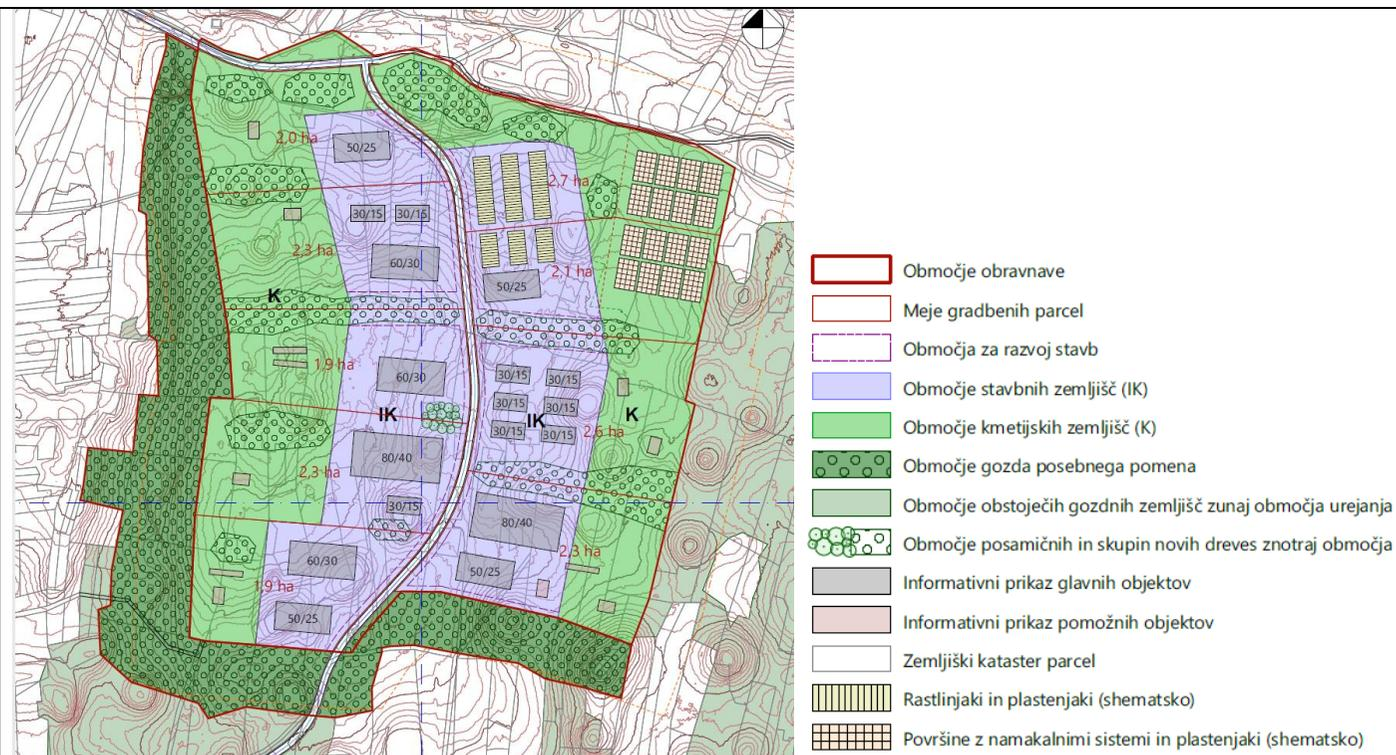 2,0 ha
50/25
2,7 ha
30/15 30/15
2,3 ha
60/30
2,1 ha
50/25
K
1,9 ha
60/30
30/15 30/15
30/15 30/15
30/15 30/15
IK
IK
K
2,6 ha
80/40
2,3 ha
30/15
80/40
60/30
50/25
2,3 ha
1,9 ha
50/25
Območje obravnave
Meje gradbenih parcel
Območja za razvoj stavb
Območje stavbnih zemljišč (IK)
Območje kmetijskih zemljišč (K)
Območje gozda posebnega pomena
Območje obstoječih gozdnih zemljišč zunaj območja urejanja
Območje posamičnih in skupin novih dreves znotraj območja
Informativni prikaz glavnih objektov
Informativni prikaz pomožnih objektov
Zemljiški kataster parcel
Rastlinjaki in plastenjaki (shematsko)
Površine z namakalnimi sistemi in plastenjaki (shematsko)